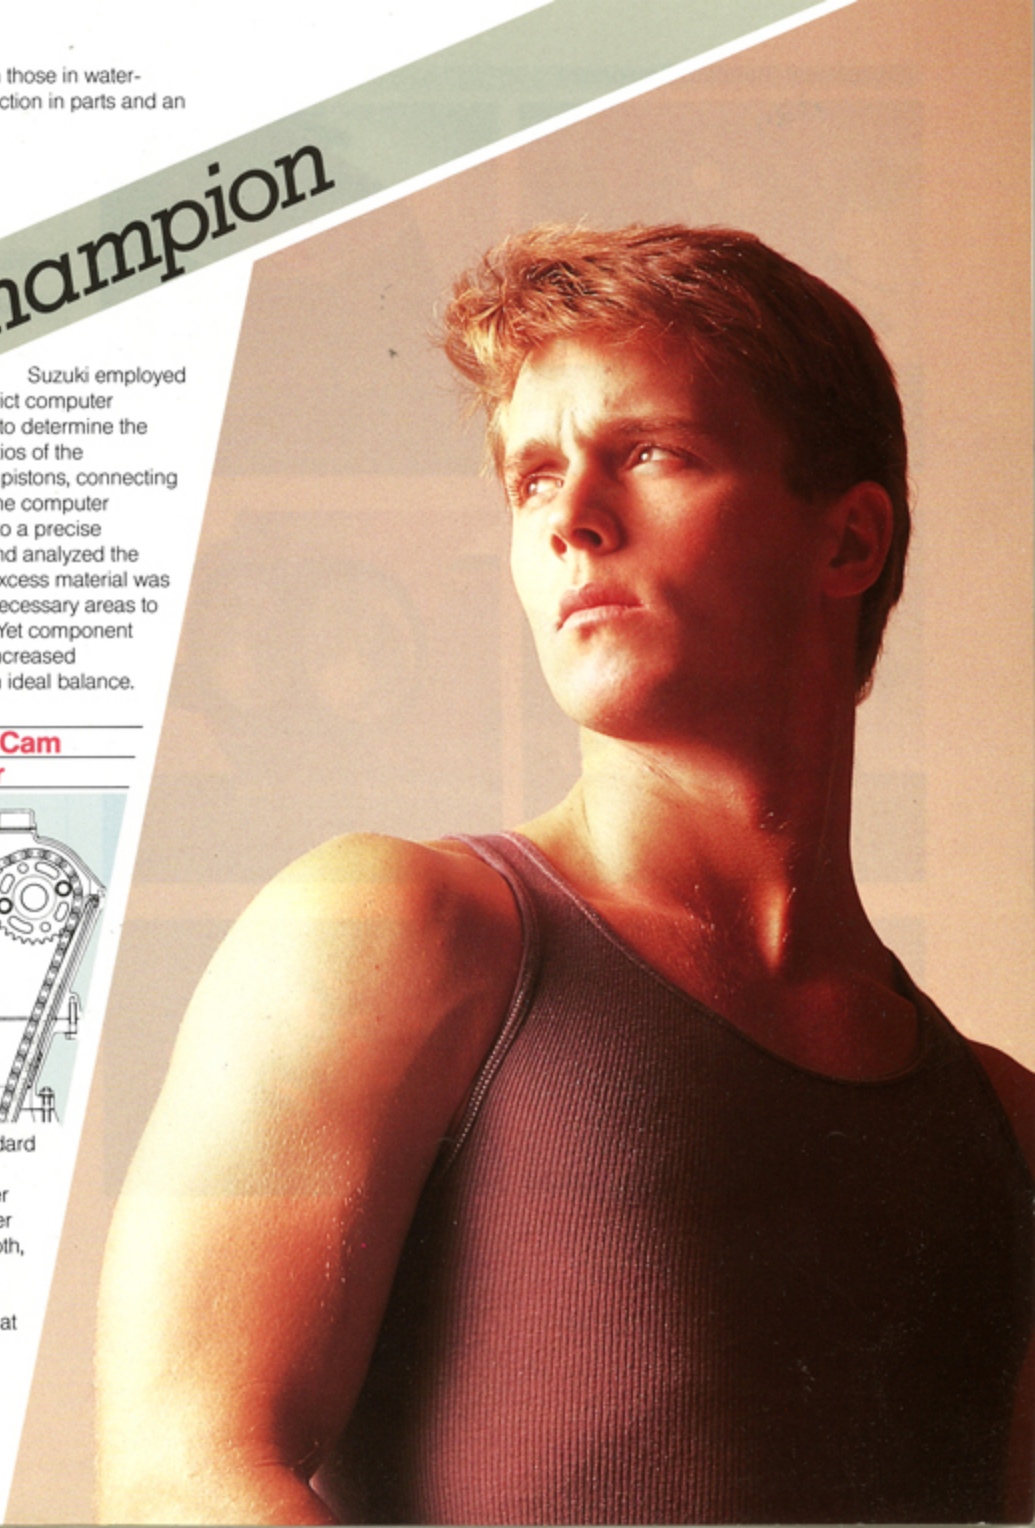 those in water-
ction in parts and an
hampion
Suzuki employed
ict computer
to determine the
ios of the
pistons, connecting
he computer
o a precise
nd analyzed the
xcess material was
ecessary areas to
Yet component
creased
ideal balance.
Cam
r
dard
er
er
oth,
at